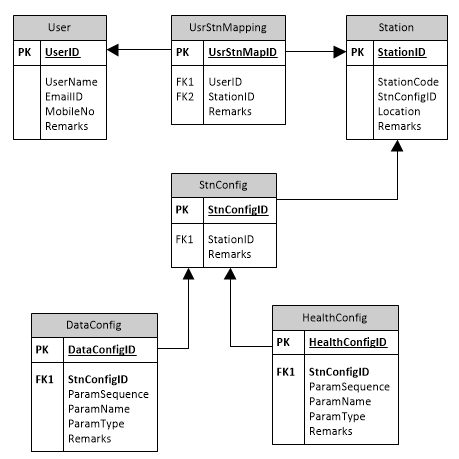 User
PK UserID
UserName
EmailID
MobileNo
Remarks
UsrStnMapping
PK UsrStnMapID
FK1 UserID
FK2 StationID
Remarks
Station
PK StationID
StationCode
StnConfigID
Location
Remarks
StnConfig
PK StnConfigID
FK1 StationID
Remarks
DataConfig
PK DataConfigID
FK1 StnConfigID
ParamSequence
ParamName
ParamType
Remarks
HealthConfig
PK HealthConfigID
FK1 StnConfigID
ParamSequence
ParamName
ParamType
Remarks